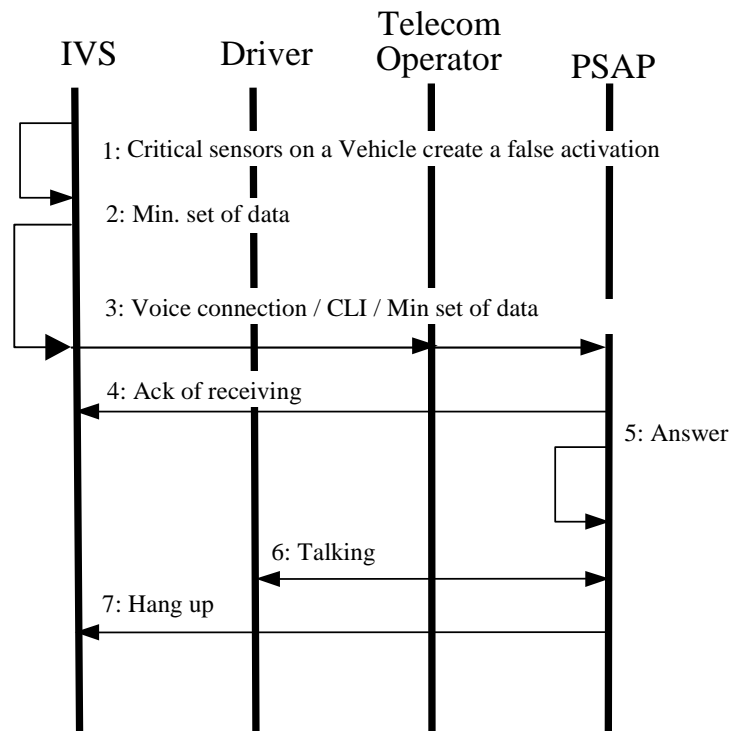 IVS
Driver
Telecom
Operator
PSAP
1: Critical sensors on a Vehicle create a false activation
2: Min. set of data
3: Voice connection / CLI / Min set of data
4: Ack of receiving
5: Answer
6: Talking
7: Hang up